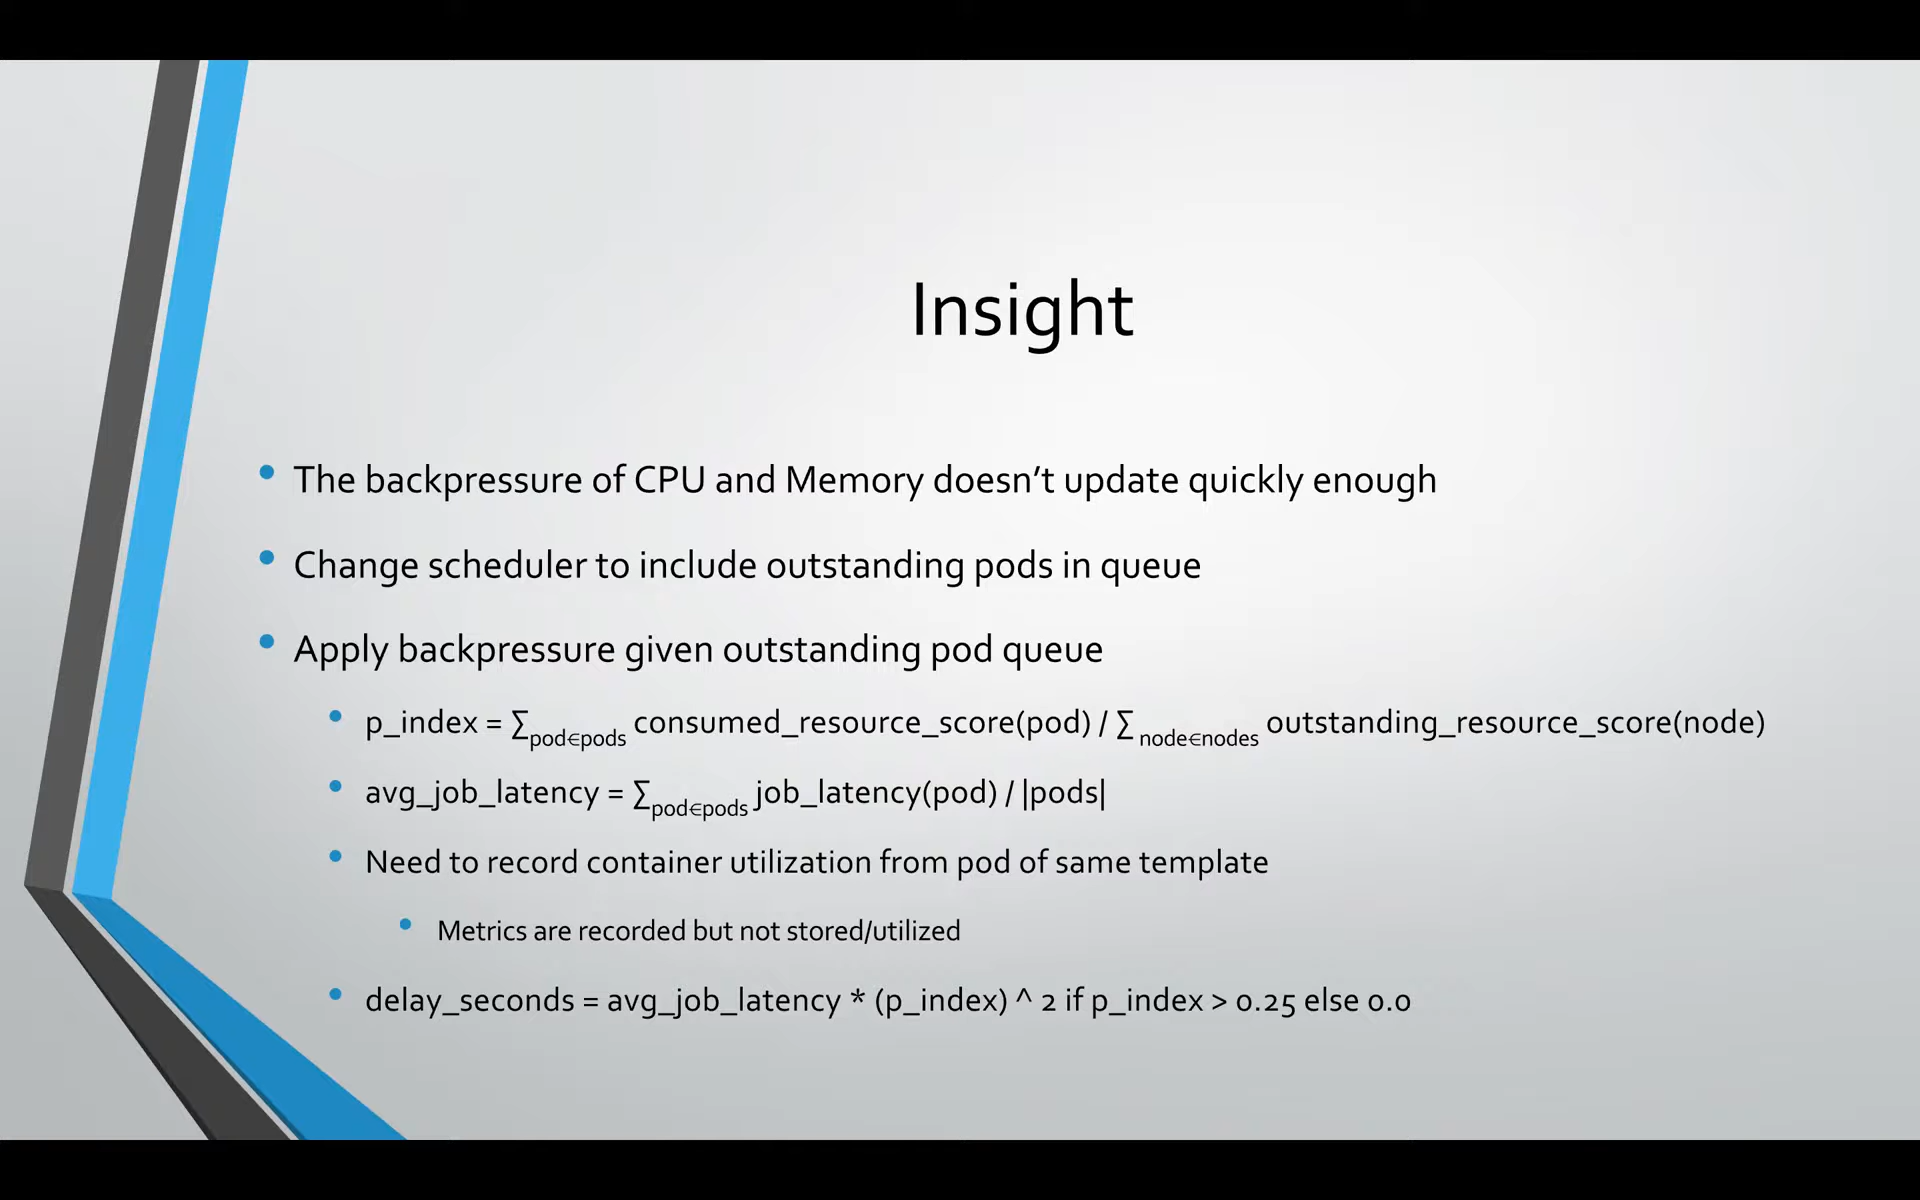 Insight
• The backpressure of CPU and Memory doesn’t update quickly enough
• Change scheduler to include outstanding pods in queue
• Apply backpressure given outstanding pod queue
• p_index = ∑pod∈pods consumed_resource_score(pod) / ∑ node∈nodes outstanding_resource_score(node)
• avg_job_latency = ∑pod∈pods job_latency(pod) / |pods|
• Need to record container utilization from pod of same template
• Metrics are recorded but not stored/utilized
• delay_seconds = avg_job_latency * (p_index) ^ 2 if p_index > 0.25 else 0.0